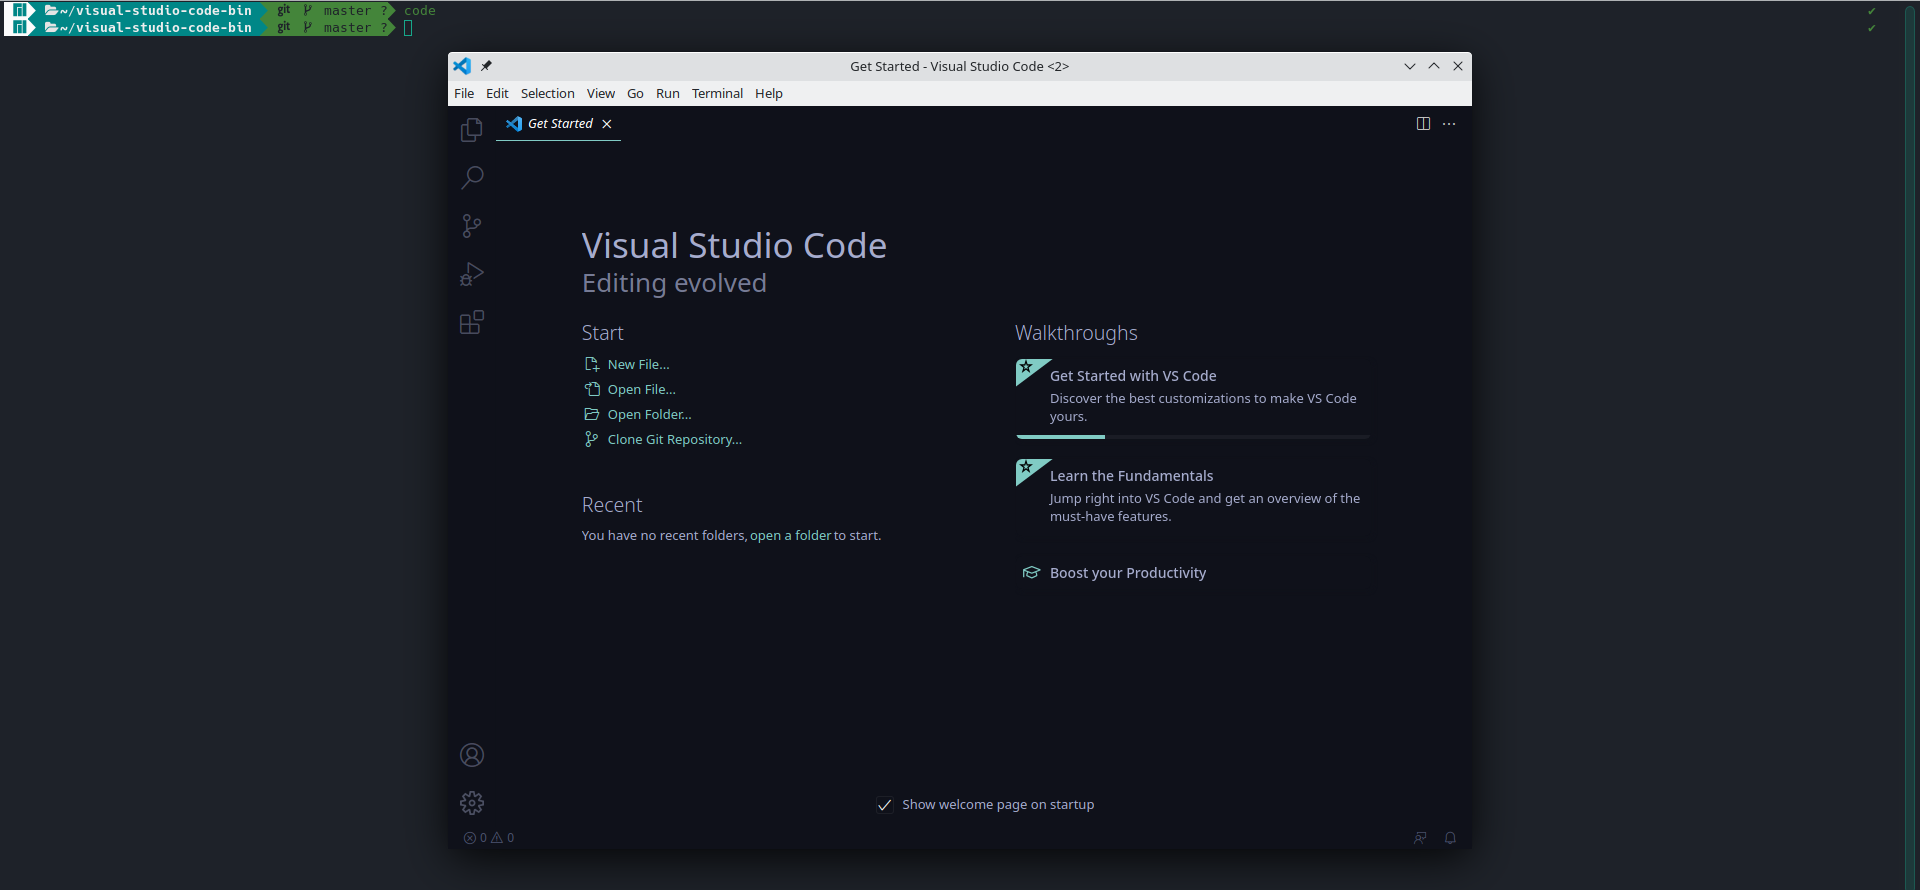 ~/visual-studio-code-bin git master ? code
~/visual-studio-code-bin git master ?
Get Started - Visual Studio Code <2>
File Edit Selection View Go Run Terminal Help
Get Started
Visual Studio Code
Editing evolved
Start
New File...
Open File...
Open Folder...
Clone Git Repository...
Recent
You have no recent folders, open a folder to start.
Walkthroughs
Get Started with VS Code
Discover the best customizations to make VS Code
yours.
Learn the Fundamentals
Jump right into VS Code and get an overview of the
must-have features.
Boost your Productivity
Show welcome page on startup
0 0